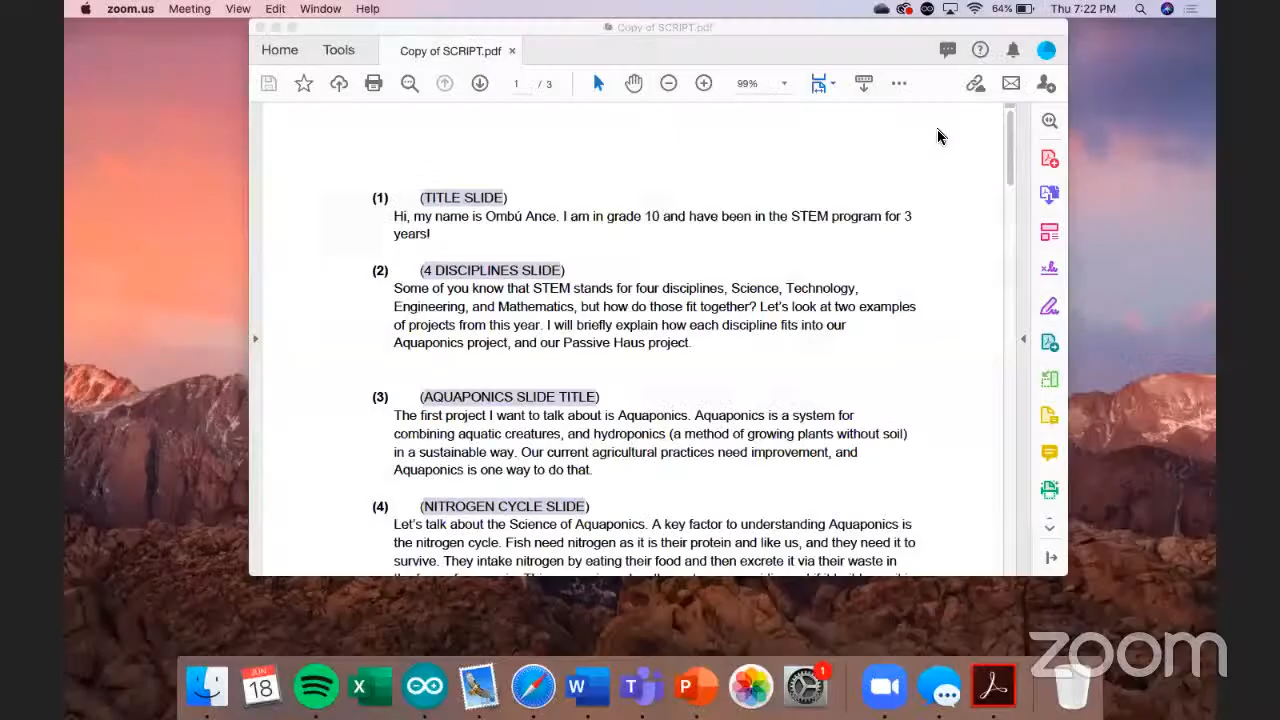 zoom.us Meeting View Edit Window Help 64% Thu 7:22 PM
Copy of SCRIPT.pdf
Home Tools Copy of SCRIPT.pdf ×
1 / 3 99%
(1) (TITLE SLIDE)
Hi, my name is Ombú Ance. I am in grade 10 and have been in the STEM program for 3
years!
(2) (4 DISCIPLINES SLIDE)
Some of you know that STEM stands for four disciplines, Science, Technology,
Engineering, and Mathematics, but how do those fit together? Let's look at two examples
of projects from this year. I will briefly explain how each discipline fits into our
Aquaponics project, and our Passive Haus project.
(3) (AQUAPONICS SLIDE TITLE)
The first project I want to talk about is Aquaponics. Aquaponics is a system for
combining aquatic creatures, and hydroponics (a method of growing plants without soil)
in a sustainable way. Our current agricultural practices need improvement, and
Aquaponics is one way to do that.
(4) (NITROGEN CYCLE SLIDE)
Let's talk about the Science of Aquaponics. A key factor to understanding Aquaponics is
the nitrogen cycle. Fish need nitrogen as it is their protein and like us, and they need it to
survive. They intake nitrogen by eating their food and then excrete it via their waste in
zoom
JUN
18
X
W
T
P
1